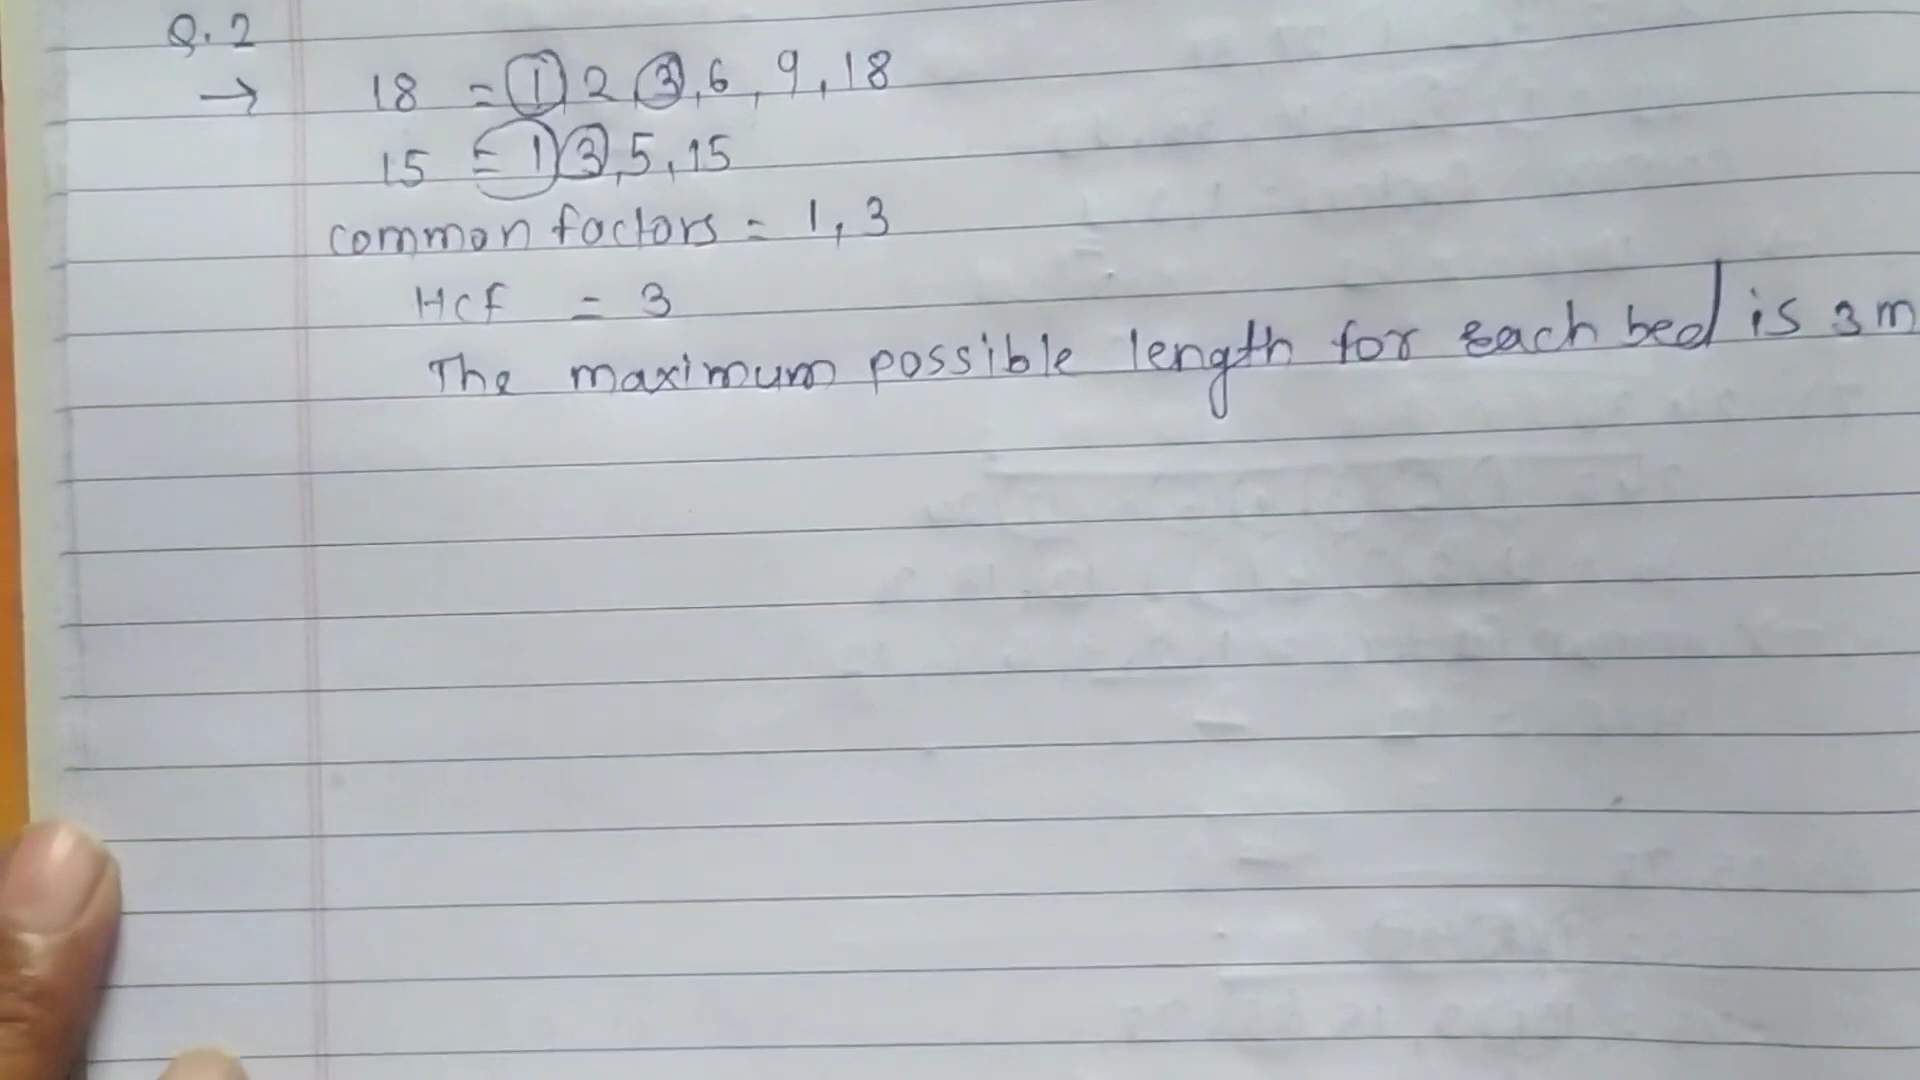 Q.2
→ 18 = 1, 2, 3, 6, 9, 18
15 = 1, 3, 5, 15
common factors = 1, 3
HCF = 3
The maximum possible length for each bed is 3m